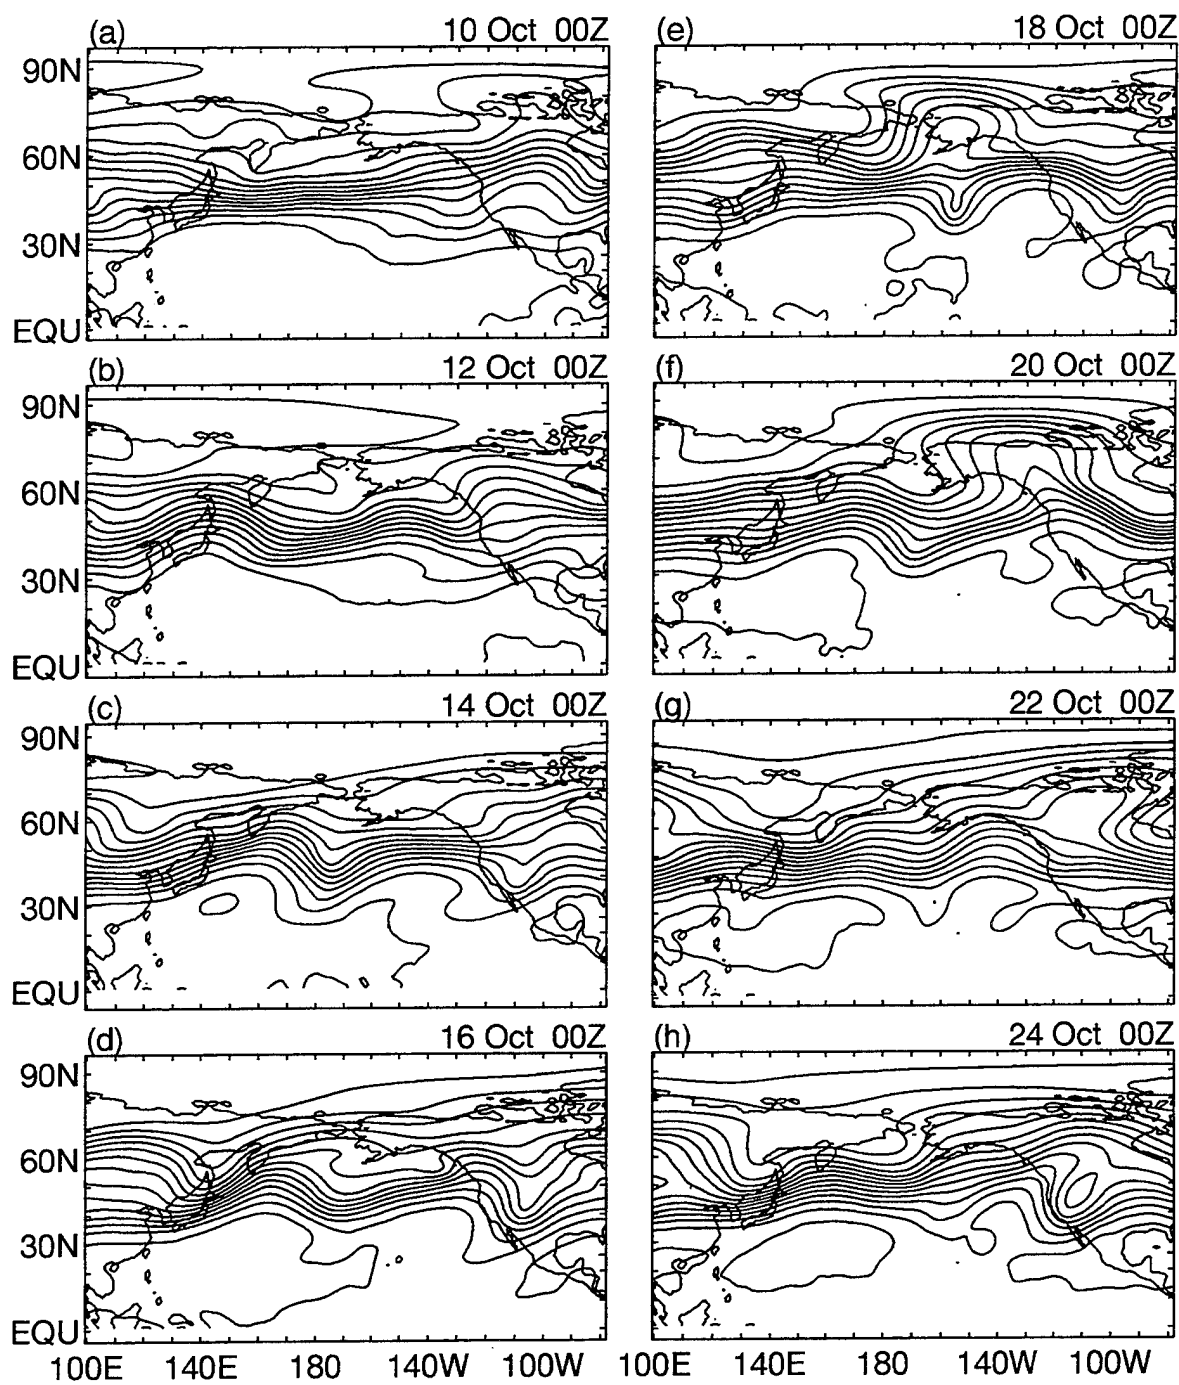 (a) 10 Oct 00Z
(e) 18 Oct 00Z
90N
60N
30N
EQU
(b) 12 Oct 00Z
(f) 20 Oct 00Z
90N
60N
30N
EQU
(c) 14 Oct 00Z
(g) 22 Oct 00Z
90N
60N
30N
EQU
(d) 16 Oct 00Z
(h) 24 Oct 00Z
90N
60N
30N
EQU
100E 140E 180 140W 100W 100E 140E 180 140W 100W